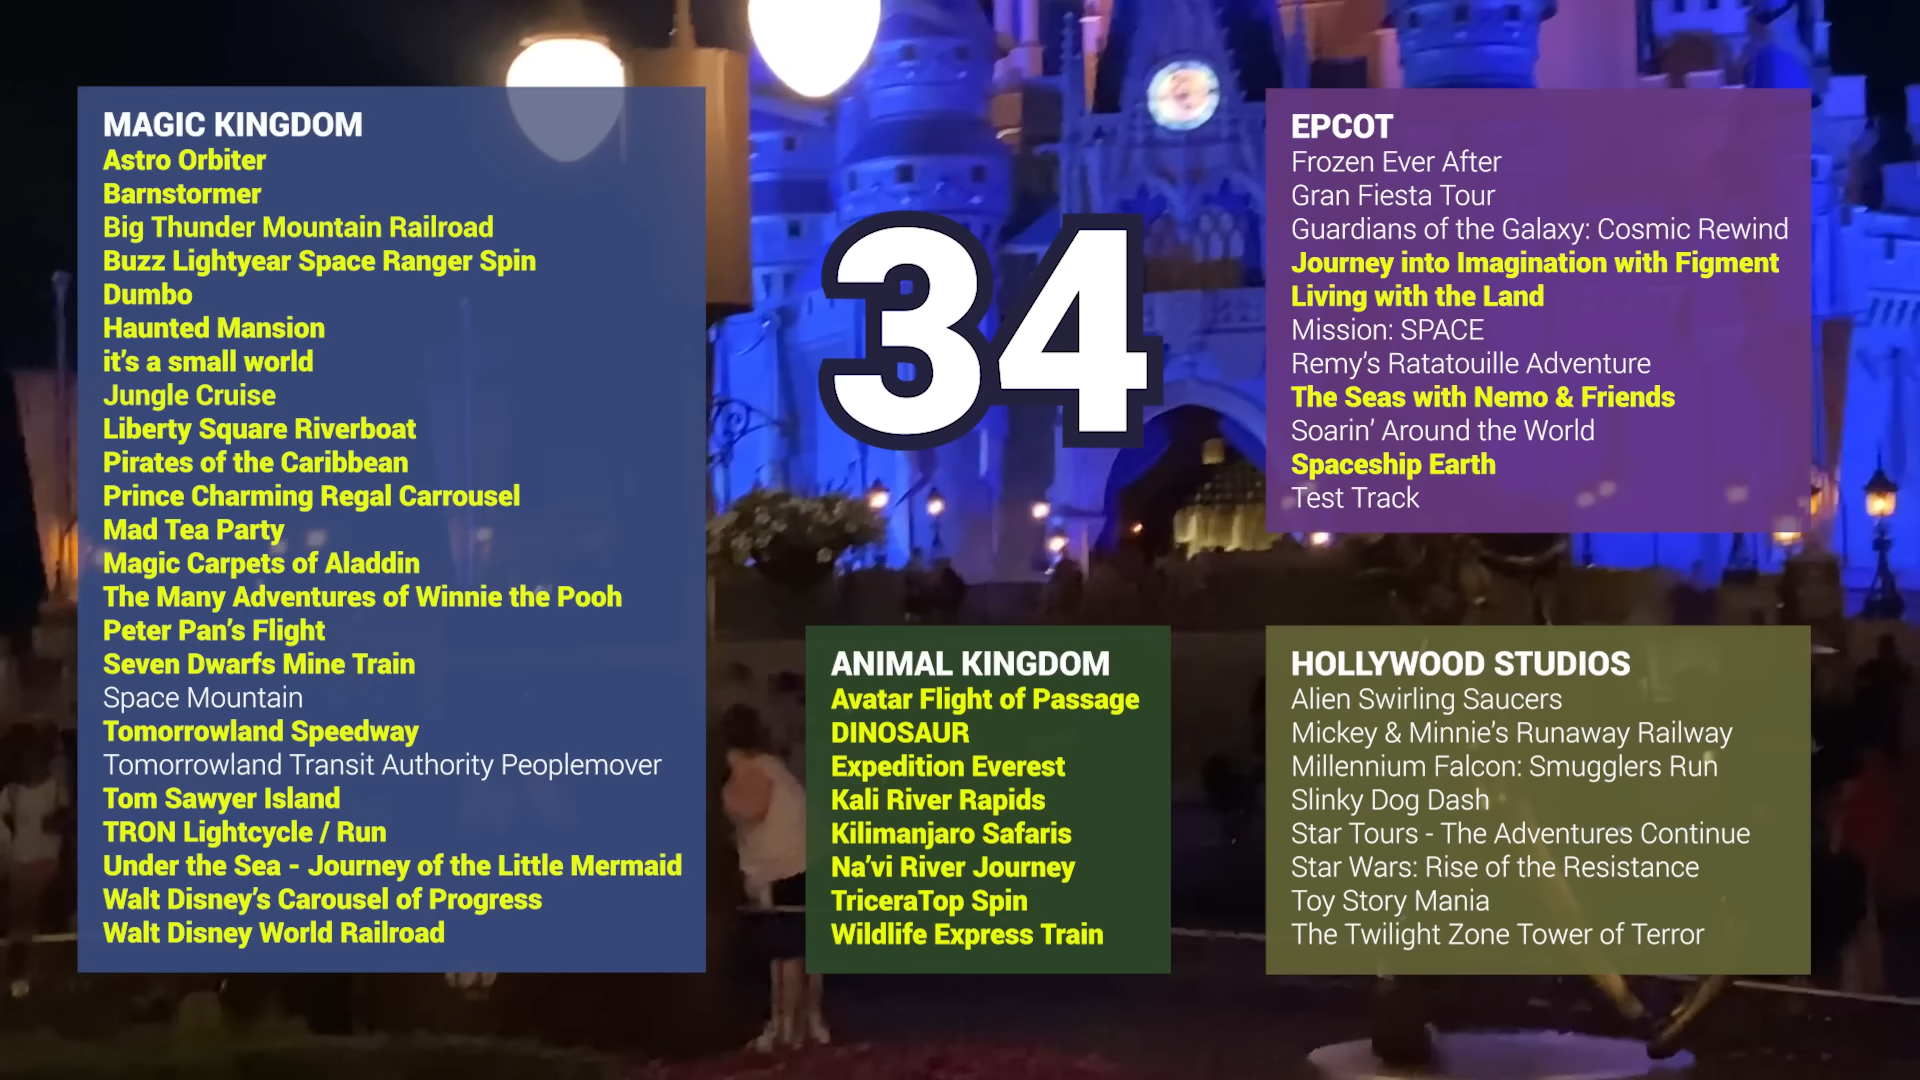 MAGIC KINGDOM
Astro Orbiter
Barnstormer
Big Thunder Mountain Railroad
Buzz Lightyear Space Ranger Spin
Dumbo
Haunted Mansion
it's a small world
Jungle Cruise
Liberty Square Riverboat
Pirates of the Caribbean
Prince Charming Regal Carrousel
Mad Tea Party
Magic Carpets of Aladdin
The Many Adventures of Winnie the Pooh
Peter Pan's Flight
Seven Dwarfs Mine Train
Space Mountain
Tomorrowland Speedway
Tomorrowland Transit Authority Peoplemover
Tom Sawyer Island
TRON Lightcycle / Run
Under the Sea - Journey of the Little Mermaid
Walt Disney's Carousel of Progress
Walt Disney World Railroad
34
EPCOT
Frozen Ever After
Gran Fiesta Tour
Guardians of the Galaxy: Cosmic Rewind
Journey into Imagination with Figment
Living with the Land
Mission: SPACE
Remy's Ratatouille Adventure
The Seas with Nemo & Friends
Soarin' Around the World
Spaceship Earth
Test Track
ANIMAL KINGDOM
Avatar Flight of Passage
DINOSAUR
Expedition Everest
Kali River Rapids
Kilimanjaro Safaris
Na'vi River Journey
TriceraTop Spin
Wildlife Express Train
HOLLYWOOD STUDIOS
Alien Swirling Saucers
Mickey & Minnie's Runaway Railway
Millennium Falcon: Smugglers Run
Slinky Dog Dash
Star Tours - The Adventures Continue
Star Wars: Rise of the Resistance
Toy Story Mania
The Twilight Zone Tower of Terror